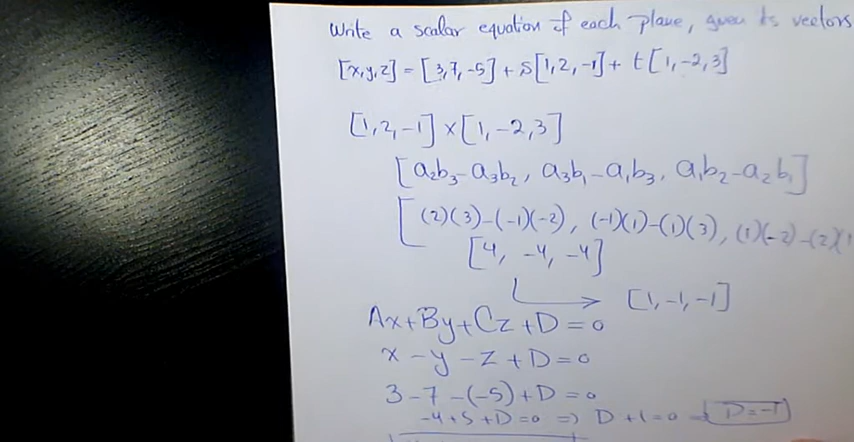 Write a scalar equation of each plane, given its vectors
[x,y,z] = [3,7,-5] + s[1,2,-1] + t[1,-2,3]
[1,2,-1] × [1,-2,3]
[a₂b₃-a₃b₂, a₃b₁-a₁b₃, a₁b₂-a₂b₁]
[(2)(3)-(-1)(-2), (-1)(1)-(1)(3), (1)(-2)-(2)(1
[4, -4, -4]
[1, -1, -1]
Ax+By+Cz+D=0
x-y-z+D=0
3-7-(-5)+D=0
-4+5+D=0 => D+1=0 → D=-1